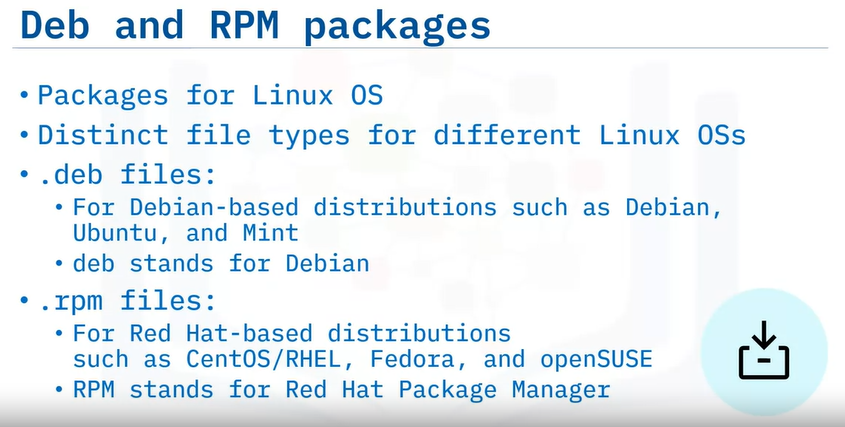 Deb and RPM packages
• Packages for Linux OS
• Distinct file types for different Linux OSs
• .deb files:
• For Debian-based distributions such as Debian,
Ubuntu, and Mint
• deb stands for Debian
• .rpm files:
• For Red Hat-based distributions
such as CentOS/RHEL, Fedora, and openSUSE
• RPM stands for Red Hat Package Manager